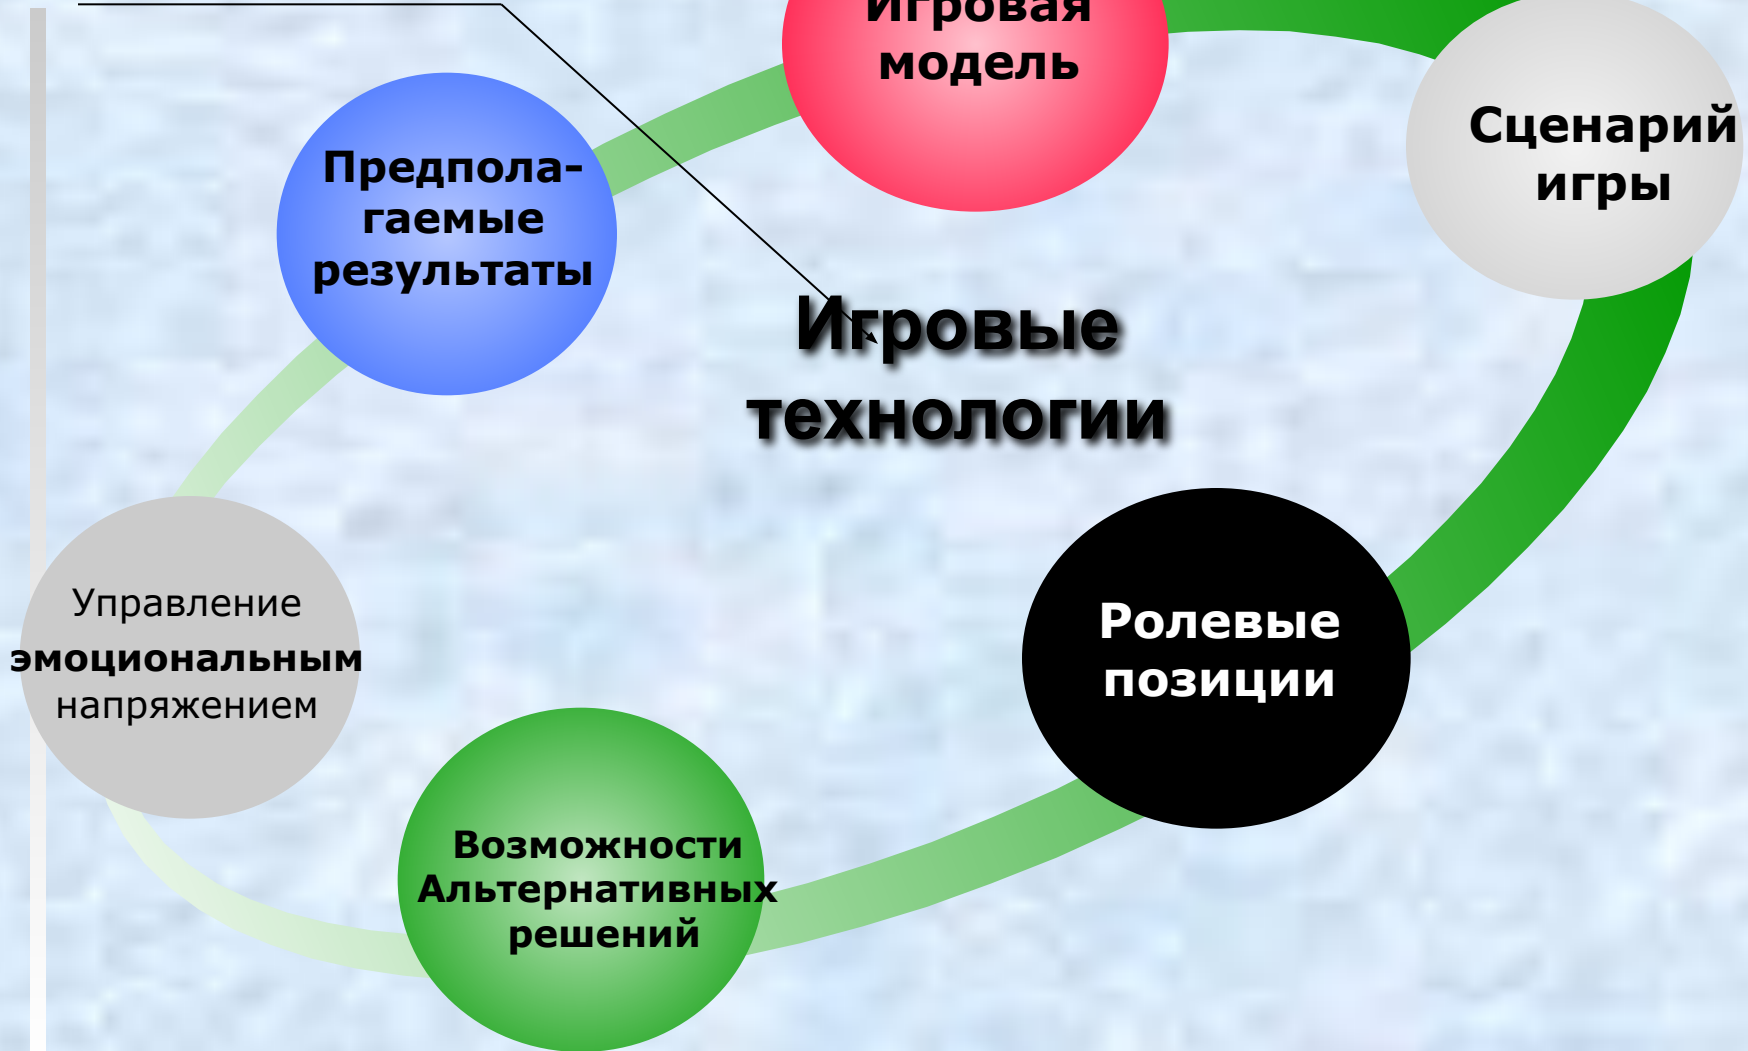 Игровая
модель
Сценарий
игры
Предпола-
гаемые
результаты
Игровые
технологии
Управление
эмоциональным
напряжением
Ролевые
позиции
Возможности
Альтернативных
решений